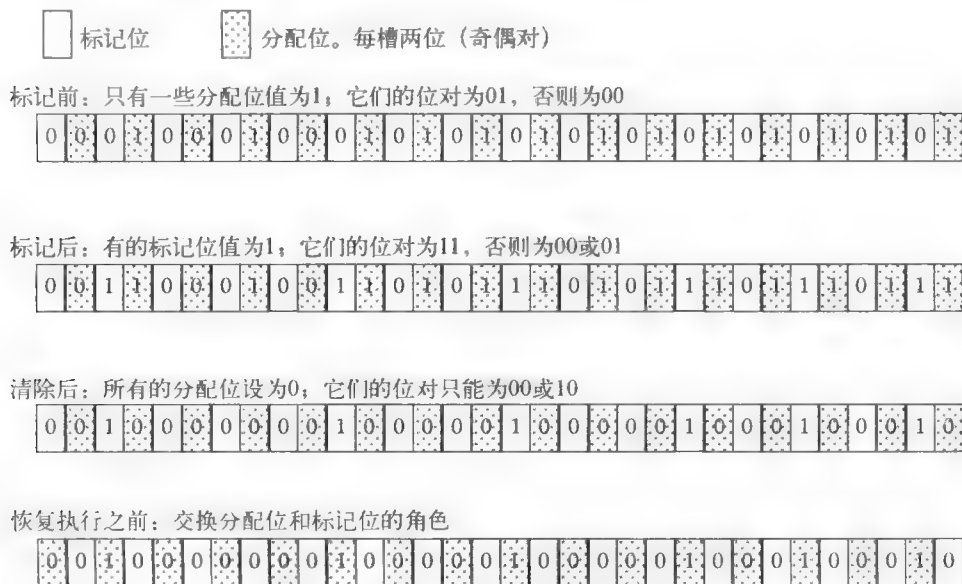 标记位
分配位。每槽两位（奇偶对）
标记前：只有一些分配位值为1；它们的位对为01，否则为00
0 0 0 1 0 0 0 1 0 0 0 1 0 1 0 1 0 1 0 1 0 1 0 1 0 1 0 1 0 1 0 1
标记后：有的标记位值为1；它们的位对为11，否则为00或01
0 0 1 1 0 0 0 1 0 0 1 1 0 1 0 1 1 1 0 1 0 1 1 1 0 1 1 1 0 1 1 1
清除后：所有的分配位设为0；它们的位对只能为00或10
0 0 1 0 0 0 0 0 0 0 1 0 0 0 0 0 1 0 0 0 0 0 1 0 0 0 1 0 0 0 1 0
恢复执行之前：交换分配位和标记位的角色
0 0 1 0 0 0 0 0 0 0 1 0 0 0 0 0 1 0 0 0 0 0 1 0 0 0 1 0 0 0 1 0